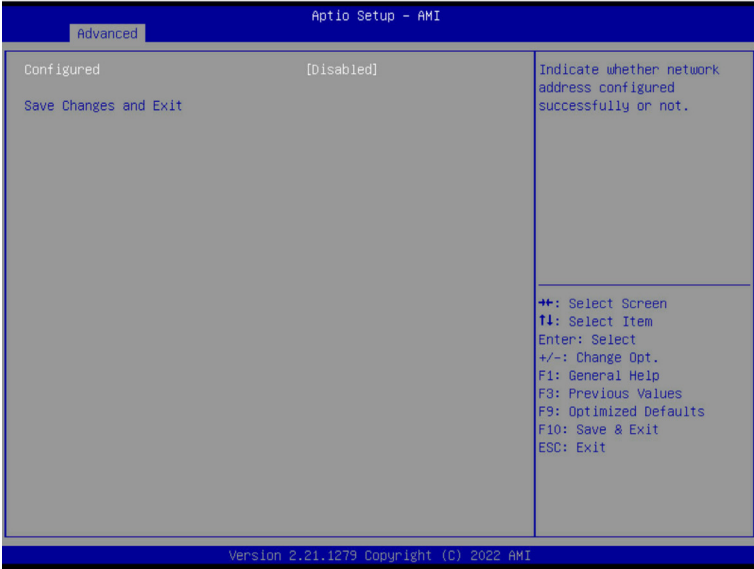 Aptio Setup – AMI
Advanced
Configured [Disabled]
Save Changes and Exit
Indicate whether network
address configured
successfully or not.
→←: Select Screen
↑↓: Select Item
Enter: Select
+/-: Change Opt.
F1: General Help
F3: Previous Values
F9: Optimized Defaults
F10: Save & Exit
ESC: Exit
Version 2.21.1279 Copyright (C) 2022 AMI